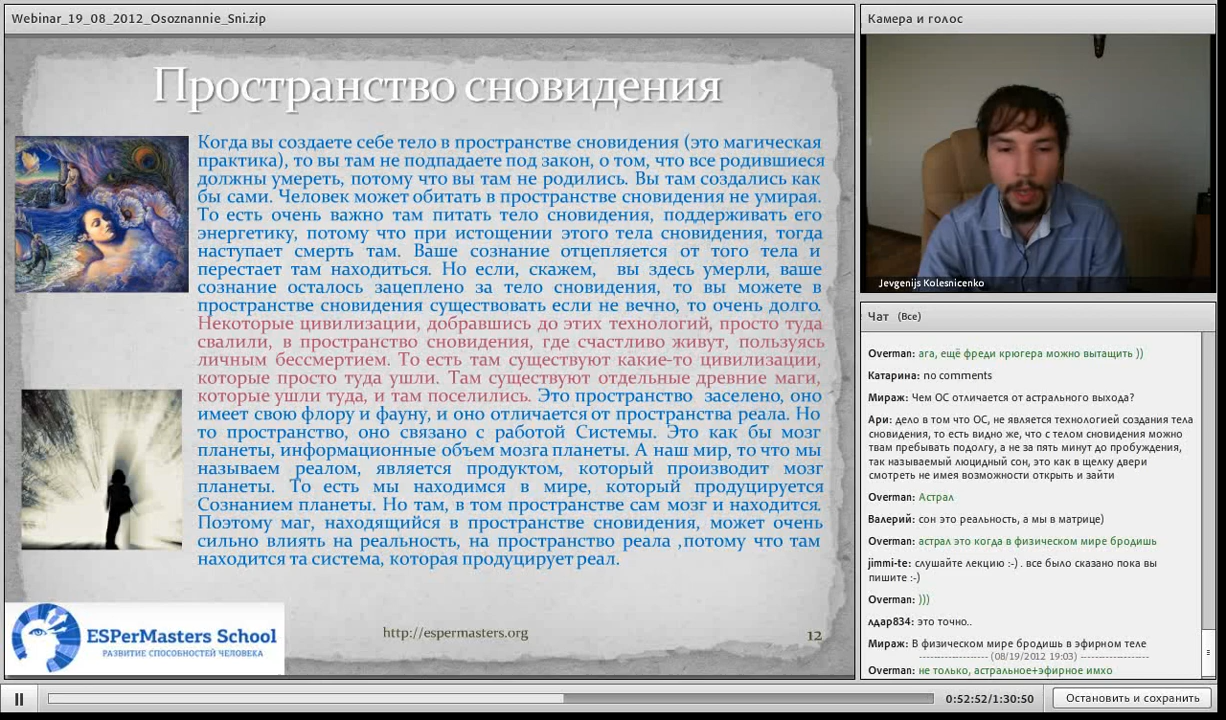 Webinar_19_08_2012_Osoznannie_Sni.zip
Пространство сновидения
Когда вы создаете себе тело в пространстве сновидения (это магическая
практика), то вы там не подпадаете под закон, о том, что все родившиеся
должны умереть, потому что вы там не родились. Вы там создались как
бы сами. Человек может обитать в пространстве сновидения не умирая.
То есть очень важно там питать тело сновидения, поддерживать его
энергетику, потому что при истощении этого тела сновидения, тогда
наступает смерть там. Ваше сознание отцепляется от того тела и
перестает там находиться. Но если, скажем, вы здесь умерли, ваше
сознание осталось зацеплено за тело сновидения, то вы можете в
пространстве сновидения существовать если не вечно, то очень долго.
Некоторые цивилизации, добравшись до этих технологий, просто туда
свалили, в пространство сновидения, где счастливо живут, пользуясь
личным бессмертием. То есть там существуют какие-то цивилизации,
которые просто туда ушли. Там существуют отдельные древние маги,
которые ушли туда, и там поселились. Это пространство заселено, оно
имеет свою флору и фауну, и оно отличается от пространства реала. Но
то пространство, оно связано с работой Системы. Это как бы мозг
планеты, информационные объем мозга планеты. А наш мир, то что мы
называем реалом, является продуктом, который производит мозг
планеты. То есть мы находимся в мире, который продуцируется
Сознанием планеты. Но там, в том пространстве сам мозг и находится.
Поэтому маг, находящийся в пространстве сновидения, может очень
сильно влиять на реальность, на пространство реала ,потому что там
находится та система, которая продуцирует реал.
ESPerMasters School
РАЗВИТИЕ СПОСОБНОСТЕЙ ЧЕЛОВЕКА
http://espermasters.org
12
Камера и голос
Jevgenijs Kolesnicenko
Чат (Все)
Overman: ага, ещё фреди крюгера можно вытащить ))
Катарина: no comments
Мираж: Чем ОС отличается от астрального выхода?
Ари: дело в том что ОС, не является технологией создания тела
сновидения, то есть видно же, что с телом сновидения можно
твам пребывать подолгу, а не за пять минут до пробуждения,
так называемый люцидный сон, это как в щелку двери
смотреть не имея возможности открыть и зайти
Overman: Астрал
Валерий: сон это реальность, а мы в матрице)
Overman: астрал это когда в физическом мире бродишь
jimmi-te: слушайте лекцию :-) . все было сказано пока вы
пишите :-)
Overman: )))
лдар834: это точно..
Мираж: В физическом мире бродишь в эфирном теле
------------------ (08/19/2012 19:03) ------------------
Overman: не только, астральное+эфирное имхо
0:52:52/1:30:50
Остановить и сохранить